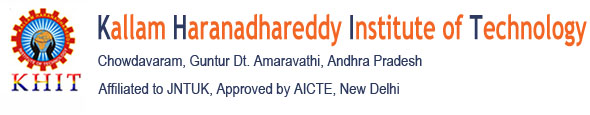 Kallam Haranadhareddy Institute of Technology
Chowdavaram, Guntur Dt. Amaravathi, Andhra Pradesh
Affiliated to JNTUK, Approved by AICTE, New Delhi
KHIT